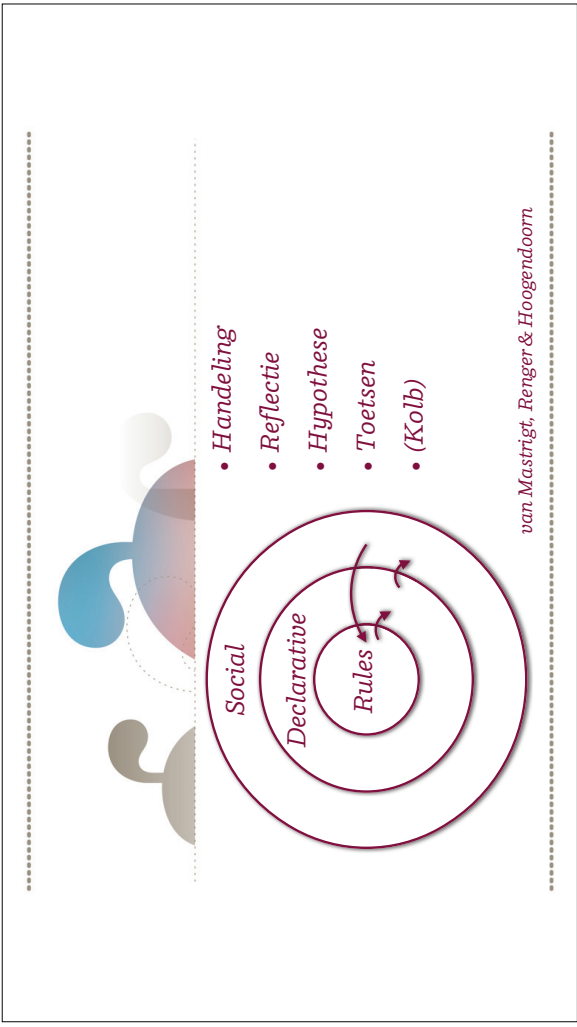 Social
Declarative
Rules
• Handeling
• Reflectie
• Hypothese
• Toetsen
• (Kolb)
van Mastrigt, Renger & Hoogendoorn